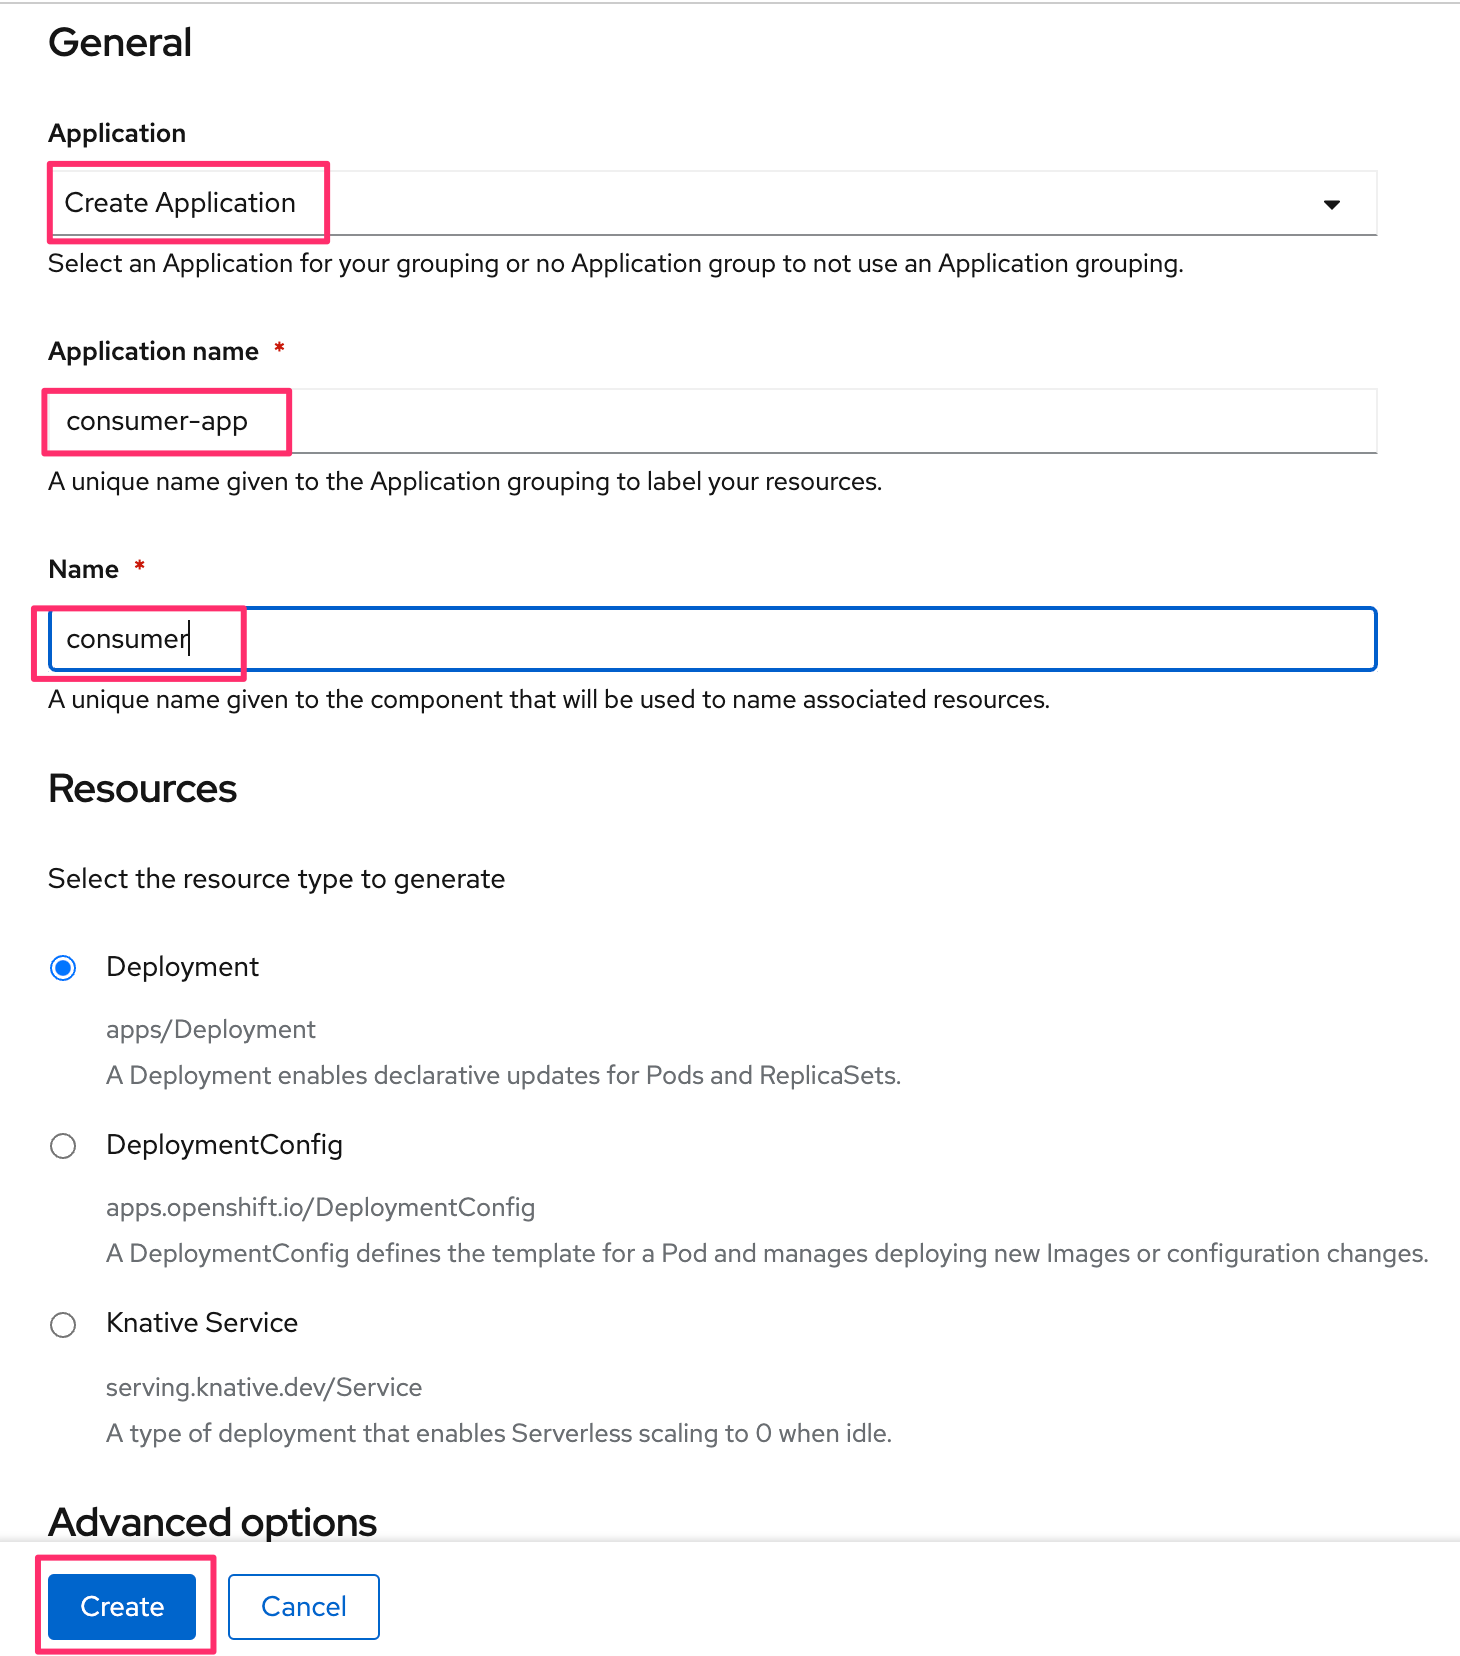 General
Application
Create Application
Select an Application for your grouping or no Application group to not use an Application grouping.
Application name *
consumer-app
A unique name given to the Application grouping to label your resources.
Name *
consumer
A unique name given to the component that will be used to name associated resources.
Resources
Select the resource type to generate
Deployment
apps/Deployment
A Deployment enables declarative updates for Pods and ReplicaSets.
DeploymentConfig
apps.openshift.io/DeploymentConfig
A DeploymentConfig defines the template for a Pod and manages deploying new Images or configuration changes.
Knative Service
serving.knative.dev/Service
A type of deployment that enables Serverless scaling to 0 when idle.
Advanced options
Create Cancel